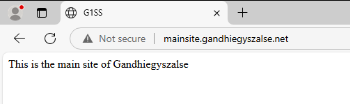 G1SS
Not secure
mainsite.gandhiegyszalse.net
This is the main site of Gandhiegyszalse